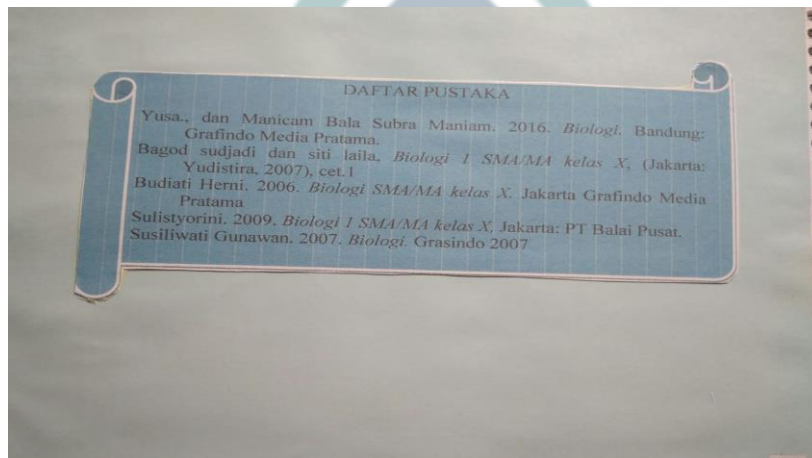 DAFTAR PUSTAKA
Yusa., dan Manicam Bala Subra Maniam. 2016. Biologi. Bandung:
Grafindo Media Pratama.
Bagod sudjadi dan siti laila, Biologi 1 SMA/MA kelas X, (Jakarta:
Yudistira, 2007), cet.1
Budiati Herni. 2006. Biologi SMA/MA kelas X. Jakarta Grafindo Media
Pratama
Sulistyorini. 2009. Biologi 1 SMA/MA kelas X, Jakarta: PT Balai Pusat.
Susiliwati Gunawan. 2007. Biologi. Grasindo 2007